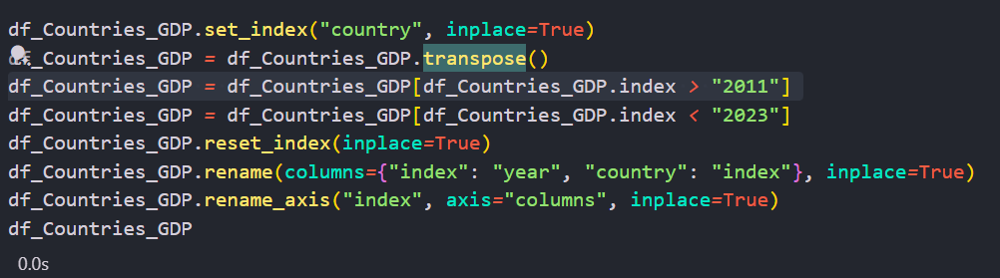 df_Countries_GDP.set_index("country", inplace=True)
df_Countries_GDP = df_Countries_GDP.transpose()
df_Countries_GDP = df_Countries_GDP[df_Countries_GDP.index > "2011"]
df_Countries_GDP = df_Countries_GDP[df_Countries_GDP.index < "2023"]
df_Countries_GDP.reset_index(inplace=True)
df_Countries_GDP.rename(columns={"index": "year", "country": "index"}, inplace=True)
df_Countries_GDP.rename_axis("index", axis="columns", inplace=True)
df_Countries_GDP
0.0s